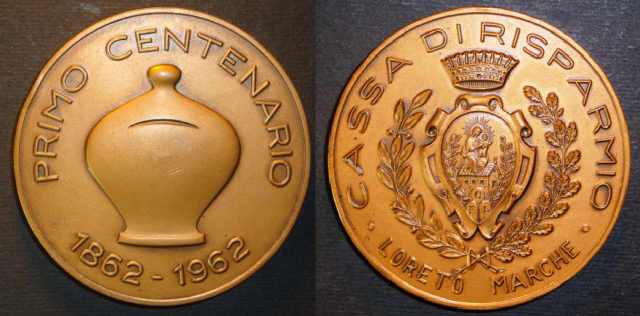 PRIMO CENTENARIO
1862 - 1962
CASSA DI RISPARMIO
LORETO MARCHE